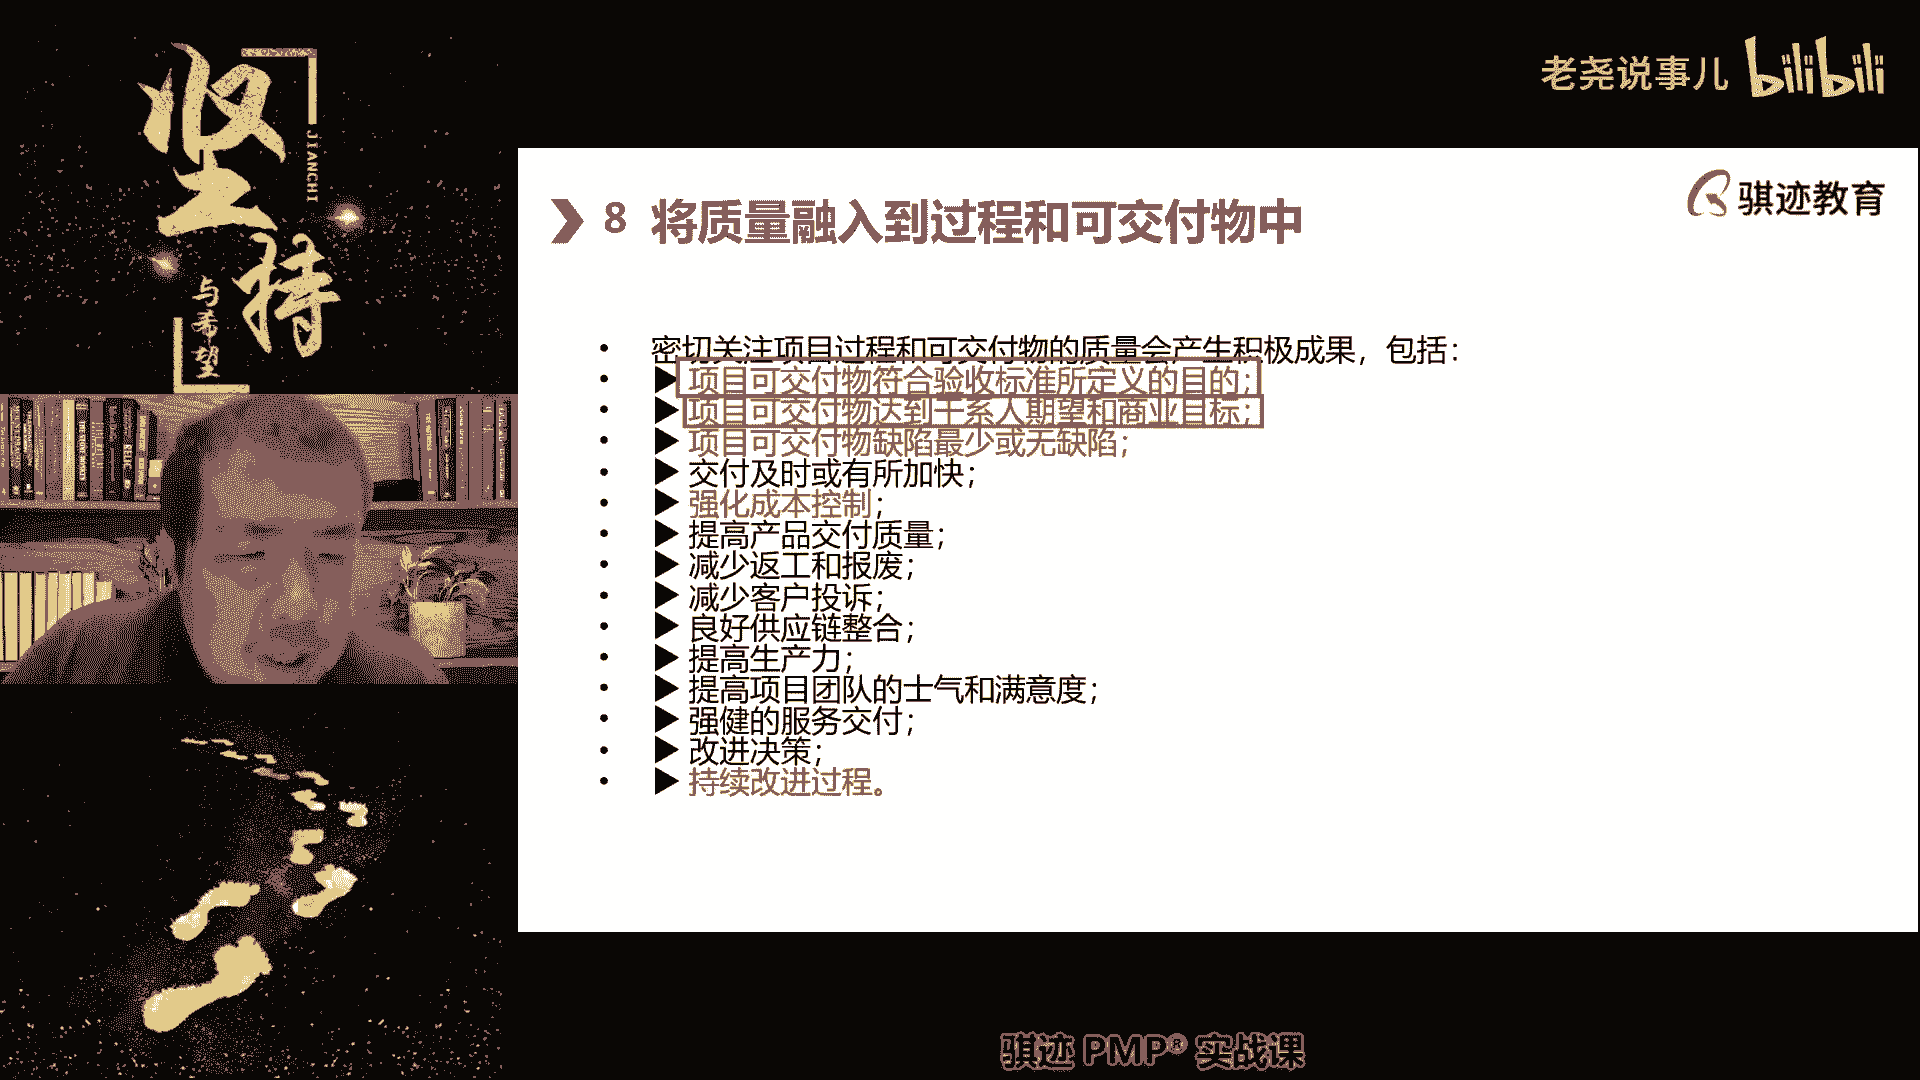 坚持
JIANCHI
与希望
老尧说事儿 bilibili
骐迹教育
8 将质量融入到过程和可交付物中
• 密切关注项目过程和可交付物的质量会产生积极成果，包括：
• ▶ 项目可交付物符合验收标准所定义的目的；
• ▶ 项目可交付物达到干系人期望和商业目标；
• ▶ 项目可交付物缺陷最少或无缺陷；
• ▶ 交付及时或有所加快；
• ▶ 强化成本控制；
• ▶ 提高产品交付质量；
• ▶ 减少返工和报废；
• ▶ 减少客户投诉；
• ▶ 良好供应链整合；
• ▶ 提高生产力；
• ▶ 提高项目团队的士气和满意度；
• ▶ 强健的服务交付；
• ▶ 改进决策；
• ▶ 持续改进过程。
骐迹 PMP® 实战课